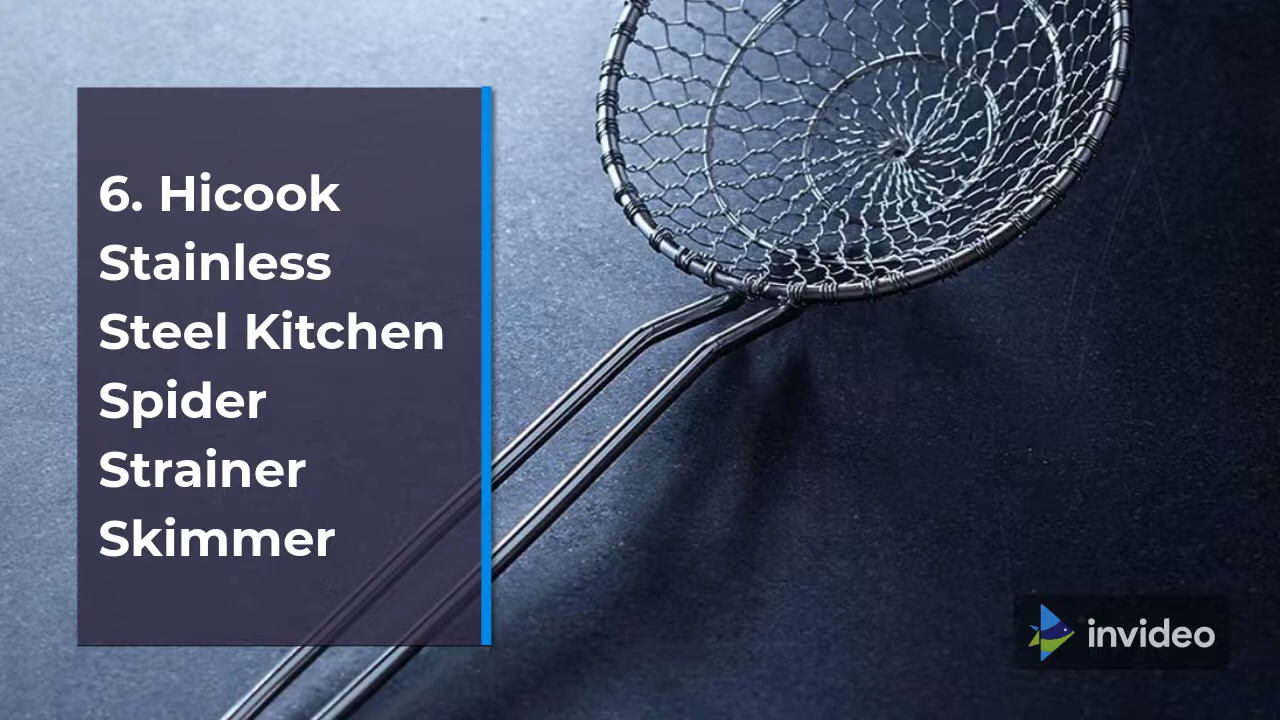 6. Hicook
Stainless
Steel Kitchen
Spider
Strainer
Skimmer
invideo